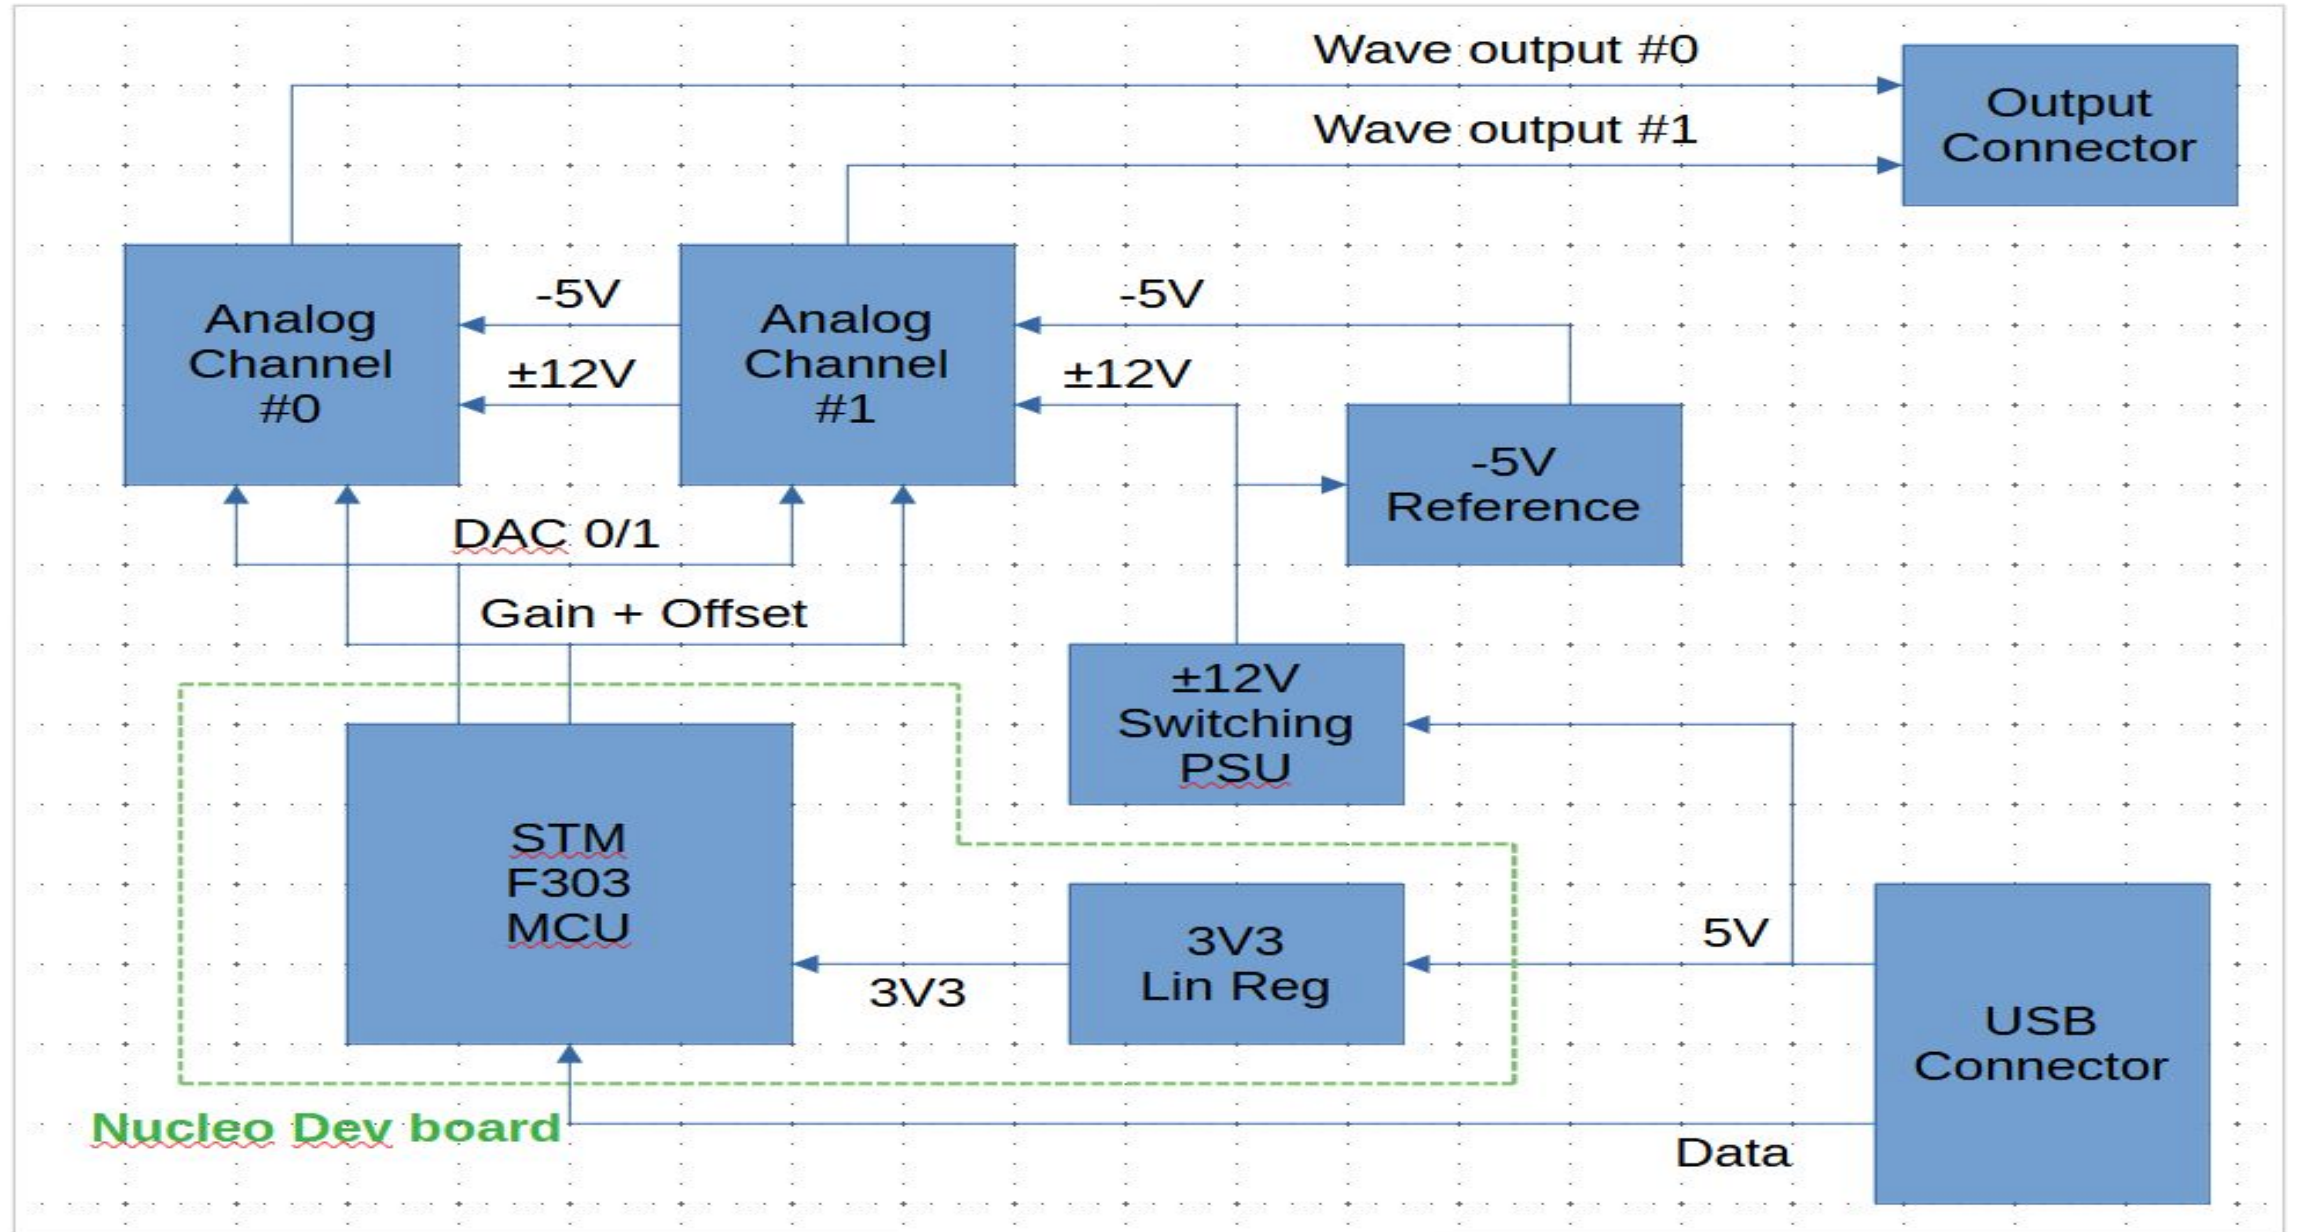 Wave output #0
Output
Connector
Wave output #1
Analog
Channel
#0
-5V
±12V
Analog
Channel
#1
-5V
±12V
-5V
Reference
DAC 0/1
Gain + Offset
±12V
Switching
PSU
STM
F303
MCU
3V3
3V3
Lin Reg
5V
USB
Connector
Nucleo Dev board
Data